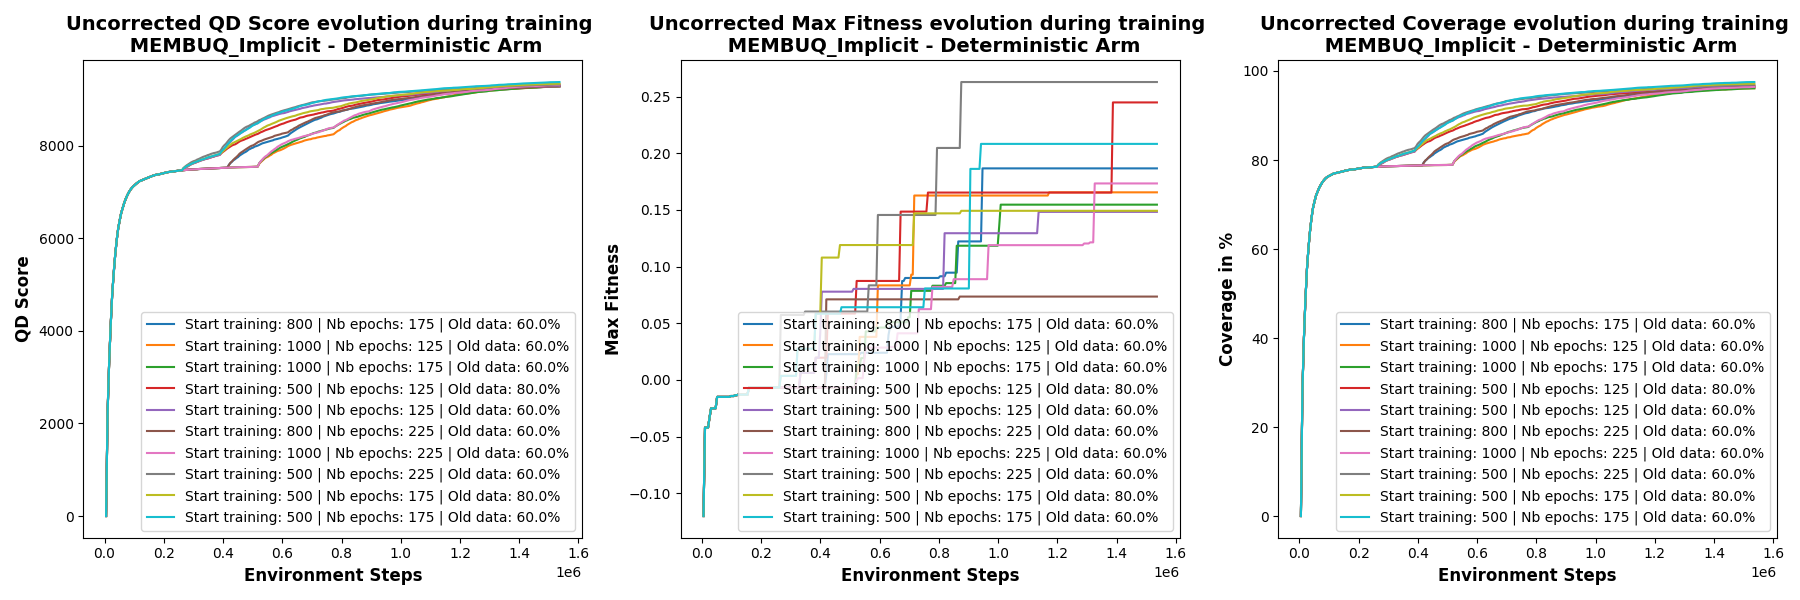 Uncorrected QD Score evolution during training
MEMBUQ_Implicit - Deterministic Arm
QD Score
8000
6000
4000
2000
0
Start training: 800 | Nb epochs: 175 | Old data: 60.0%
Start training: 1000 | Nb epochs: 125 | Old data: 60.0%
Start training: 1000 | Nb epochs: 175 | Old data: 60.0%
Start training: 500 | Nb epochs: 125 | Old data: 80.0%
Start training: 500 | Nb epochs: 125 | Old data: 60.0%
Start training: 800 | Nb epochs: 225 | Old data: 60.0%
Start training: 1000 | Nb epochs: 225 | Old data: 60.0%
Start training: 500 | Nb epochs: 225 | Old data: 60.0%
Start training: 500 | Nb epochs: 175 | Old data: 80.0%
Start training: 500 | Nb epochs: 175 | Old data: 60.0%
0.0 0.2 0.4 0.6 0.8 1.0 1.2 1.4 1.6
1e6
Environment Steps
Uncorrected Max Fitness evolution during training
MEMBUQ_Implicit - Deterministic Arm
Max Fitness
0.25
0.20
0.15
0.10
0.05
0.00
−0.05
−0.10
Start training: 800 | Nb epochs: 175 | Old data: 60.0%
Start training: 1000 | Nb epochs: 125 | Old data: 60.0%
Start training: 1000 | Nb epochs: 175 | Old data: 60.0%
Start training: 500 | Nb epochs: 125 | Old data: 80.0%
Start training: 500 | Nb epochs: 125 | Old data: 60.0%
Start training: 800 | Nb epochs: 225 | Old data: 60.0%
Start training: 1000 | Nb epochs: 225 | Old data: 60.0%
Start training: 500 | Nb epochs: 225 | Old data: 60.0%
Start training: 500 | Nb epochs: 175 | Old data: 80.0%
Start training: 500 | Nb epochs: 175 | Old data: 60.0%
0.0 0.2 0.4 0.6 0.8 1.0 1.2 1.4 1.6
1e6
Environment Steps
Uncorrected Coverage evolution during training
MEMBUQ_Implicit - Deterministic Arm
Coverage in %
100
80
60
40
20
0
Start training: 800 | Nb epochs: 175 | Old data: 60.0%
Start training: 1000 | Nb epochs: 125 | Old data: 60.0%
Start training: 1000 | Nb epochs: 175 | Old data: 60.0%
Start training: 500 | Nb epochs: 125 | Old data: 80.0%
Start training: 500 | Nb epochs: 125 | Old data: 60.0%
Start training: 800 | Nb epochs: 225 | Old data: 60.0%
Start training: 1000 | Nb epochs: 225 | Old data: 60.0%
Start training: 500 | Nb epochs: 225 | Old data: 60.0%
Start training: 500 | Nb epochs: 175 | Old data: 80.0%
Start training: 500 | Nb epochs: 175 | Old data: 60.0%
0.0 0.2 0.4 0.6 0.8 1.0 1.2 1.4 1.6
1e6
Environment Steps